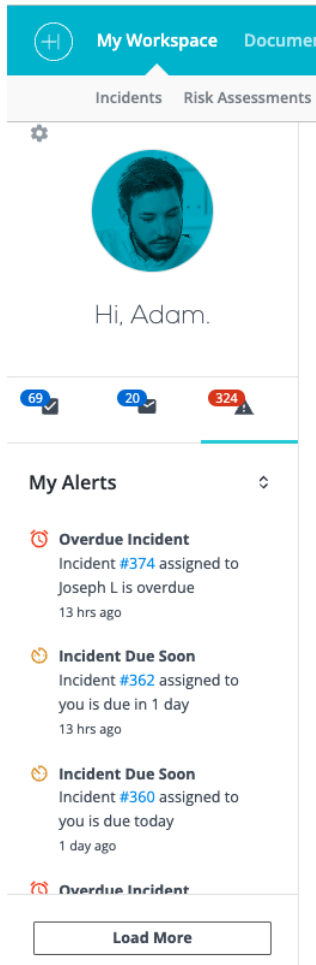 My Workspace Documen
Incidents Risk Assessments
Hi, Adam.
69 20 324
My Alerts
Overdue Incident
Incident #374 assigned to
Joseph L is overdue
13 hrs ago
Incident Due Soon
Incident #362 assigned to
you is due in 1 day
13 hrs ago
Incident Due Soon
Incident #360 assigned to
you is due today
1 day ago
Overdue Incident
Load More